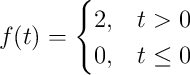 f(t) = { 2, t > 0
0, t ≤ 0